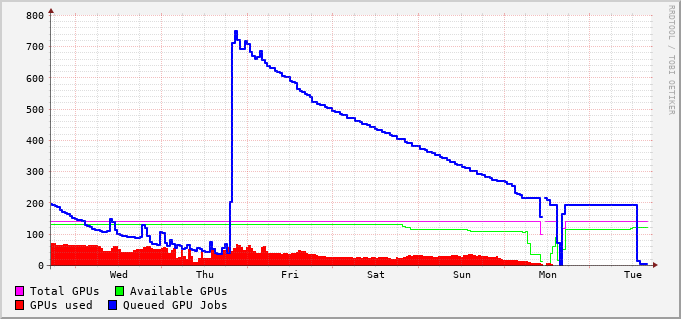 800
700
600
500
400
300
200
100
0
Wed Thu Fri Sat Sun Mon Tue
Total GPUs Available GPUs
GPUs used Queued GPU Jobs
RRDTOOL / TOBI OETIKER